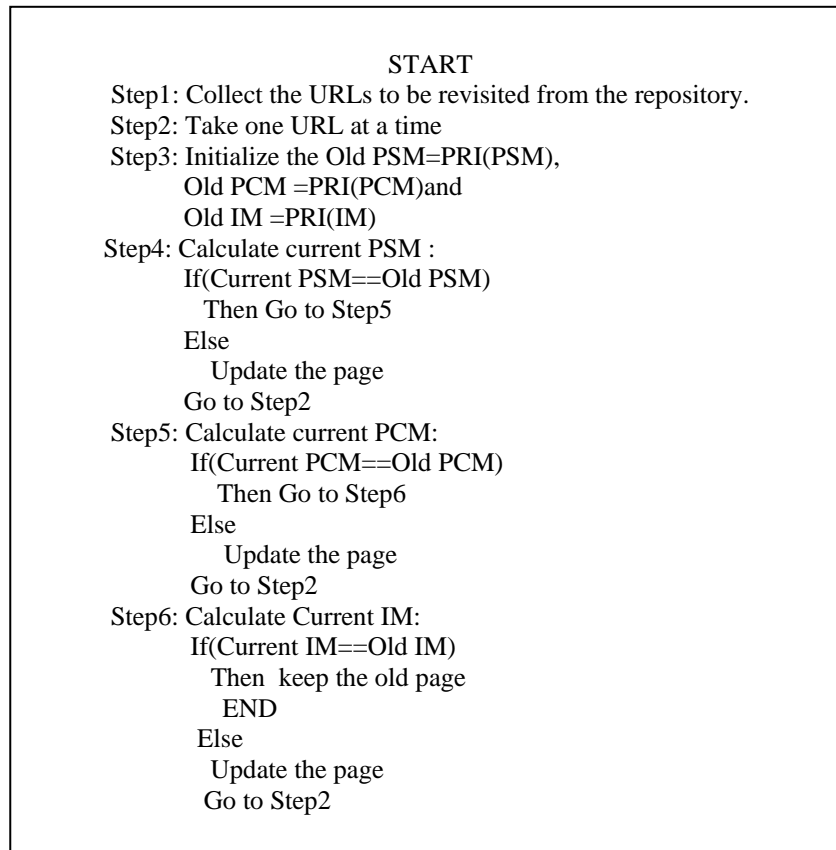 START
Step1: Collect the URLs to be revisited from the repository.
Step2: Take one URL at a time
Step3: Initialize the Old PSM=PRI(PSM),
Old PCM =PRI(PCM)and
Old IM =PRI(IM)
Step4: Calculate current PSM :
If(Current PSM==Old PSM)
Then Go to Step5
Else
Update the page
Go to Step2
Step5: Calculate current PCM:
If(Current PCM==Old PCM)
Then Go to Step6
Else
Update the page
Go to Step2
Step6: Calculate Current IM:
If(Current IM==Old IM)
Then keep the old page
END
Else
Update the page
Go to Step2